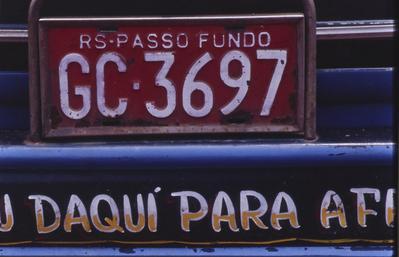 RS-PASSO FUNDO
GC·3697
DAQUÍ PARA